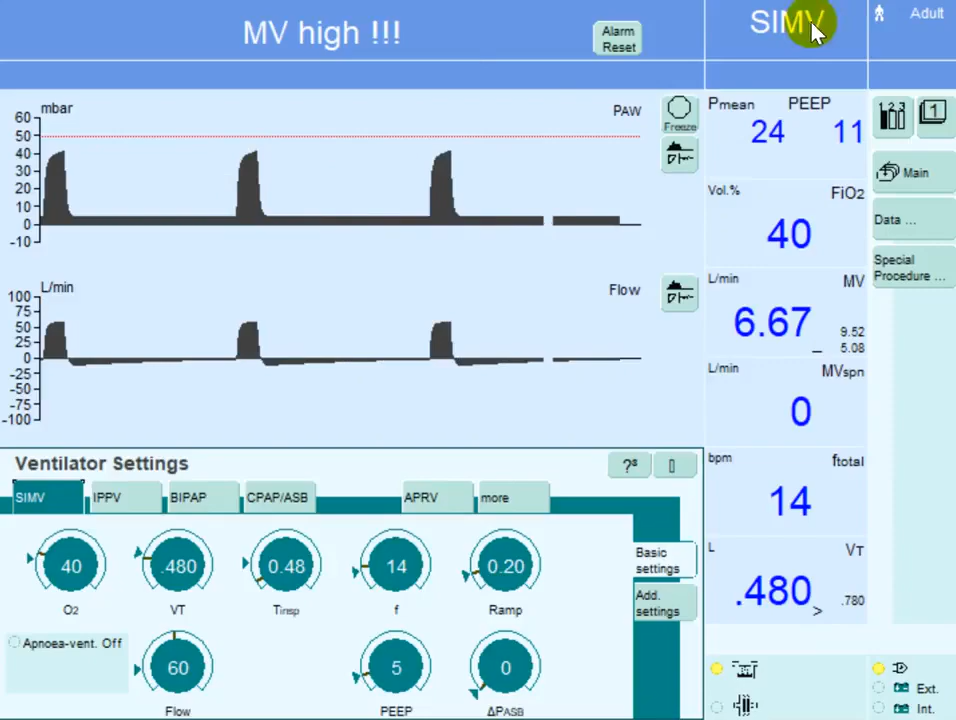 MV high !!!
Alarm
Reset
SIMV
Adult
mbar
PAW
60
50
40
30
20
10
0
-10
Freeze
Pmean PEEP
24 11
1 2 3
1
Main
Vol.% FiO2
40
Data ...
Special
Procedure ...
L/min
Flow
100
75
50
25
0
-25
-50
-75
-100
L/min MV
6.67
9.52
5.08
L/min MVspn
0
bpm ftotal
14
L VT
.480
> .780
Ventilator Settings
?
SIMV IPPV BIPAP CPAP/ASB APRV more
40 .480 0.48 14 0.20
O2 VT Tinsp f Ramp
Basic
settings
Add.
settings
Apnoea-vent. Off
60 5 0
Flow PEEP ΔPASB
Ext.
Int.